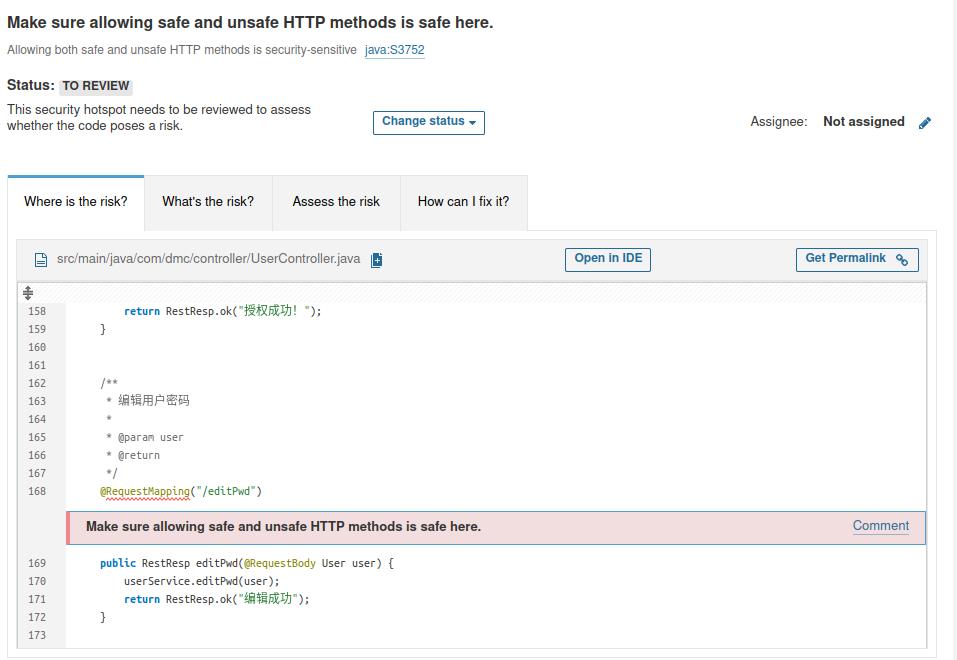 Make sure allowing safe and unsafe HTTP methods is safe here.
Allowing both safe and unsafe HTTP methods is security-sensitive java:S3752
Status: TO REVIEW
This security hotspot needs to be reviewed to assess
whether the code poses a risk.
Change status
Assignee: Not assigned
Where is the risk? What's the risk? Assess the risk How can I fix it?
src/main/java/com/dmc/controller/UserController.java Open in IDE Get Permalink
158 return RestResp.ok("授权成功！");
159 }
160
161
162 /**
163 * 编辑用户密码
164 *
165 * @param user
166 * @return
167 */
168 @RequestMapping("/editPwd")
Make sure allowing safe and unsafe HTTP methods is safe here. Comment
169 public RestResp editPwd(@RequestBody User user) {
170 userService.editPwd(user);
171 return RestResp.ok("编辑成功");
172 }
173